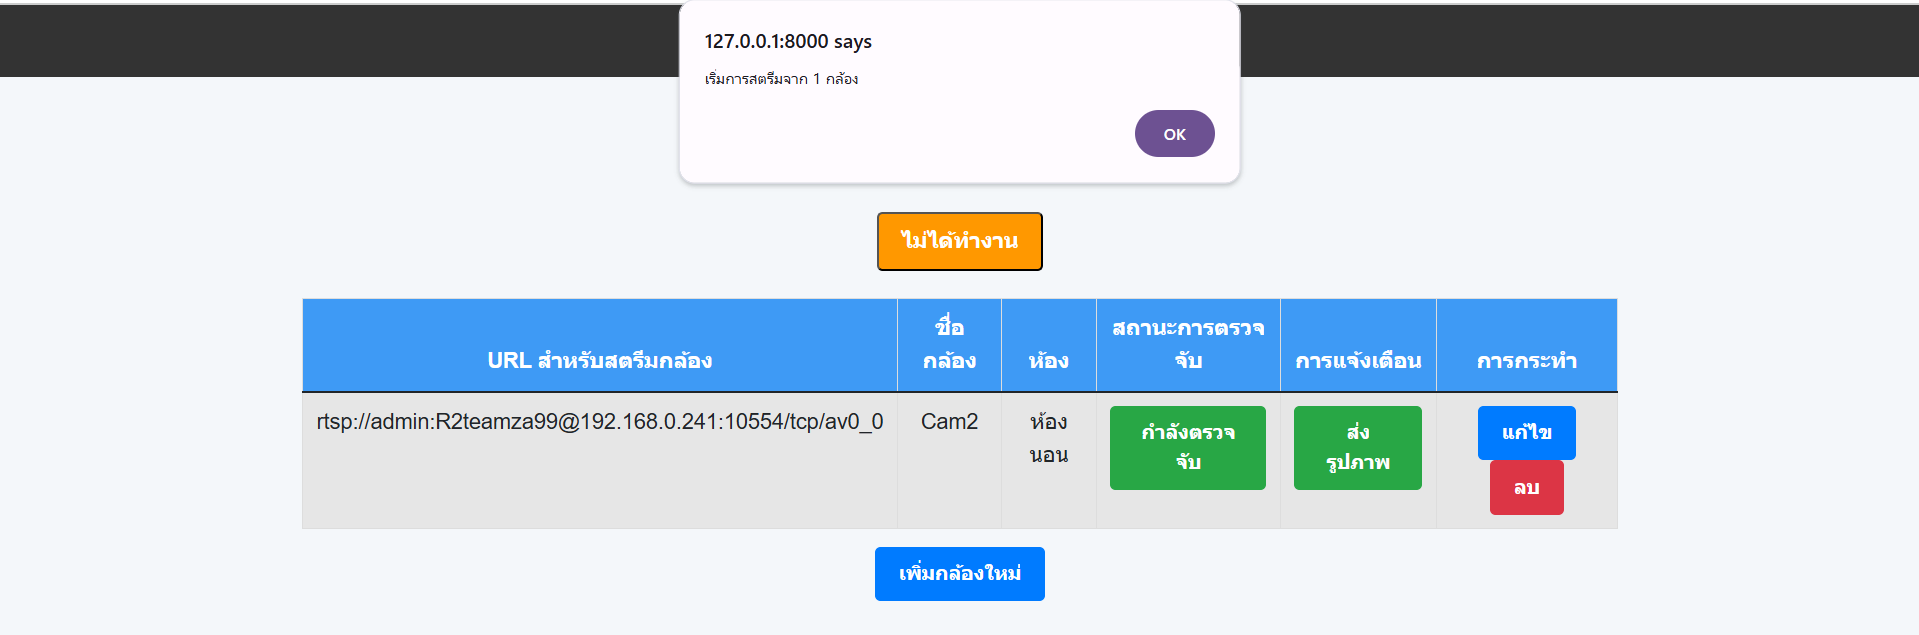 127.0.0.1:8000 says
เริ่มการสตรีมจาก 1 กล้อง
OK
ไม่ได้ทำงาน
URL สำหรับสตรีมกล้อง
ชื่อ
กล้อง
ห้อง
สถานะการตรวจ
จับ
การแจ้งเตือน
การกระทำ
rtsp://admin:R2teamza99@192.168.0.241:10554/tcp/av0_0
Cam2
ห้อง
นอน
กำลังตรวจ
จับ
ส่ง
รูปภาพ
แก้ไข
ลบ
เพิ่มกล้องใหม่